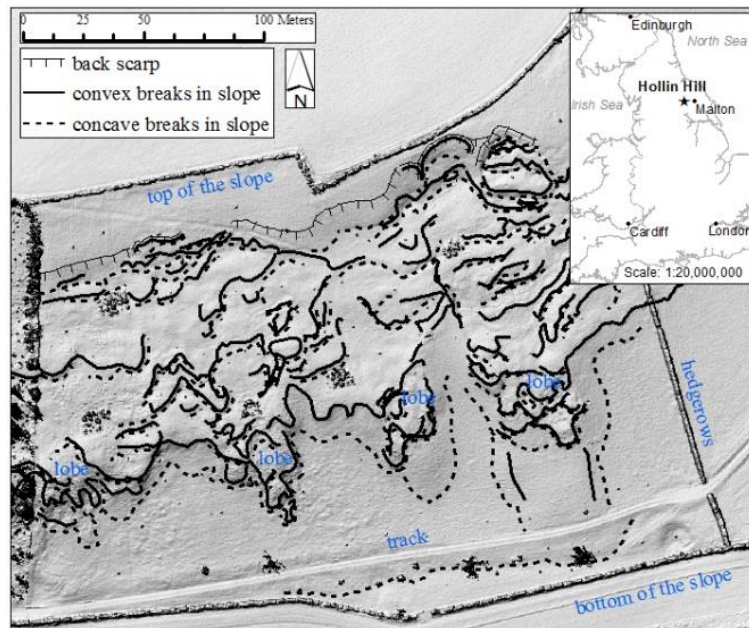 0 25 50 100 Meters
back scarp
convex breaks in slope
concave breaks in slope
N
Edinburgh
North Sea
Hollin Hill
Irish Sea
Malton
Cardiff
London
Scale: 1:20,000,000
top of the slope
hedgerows
lobe
lobe
lobe
lobe
track
bottom of the slope